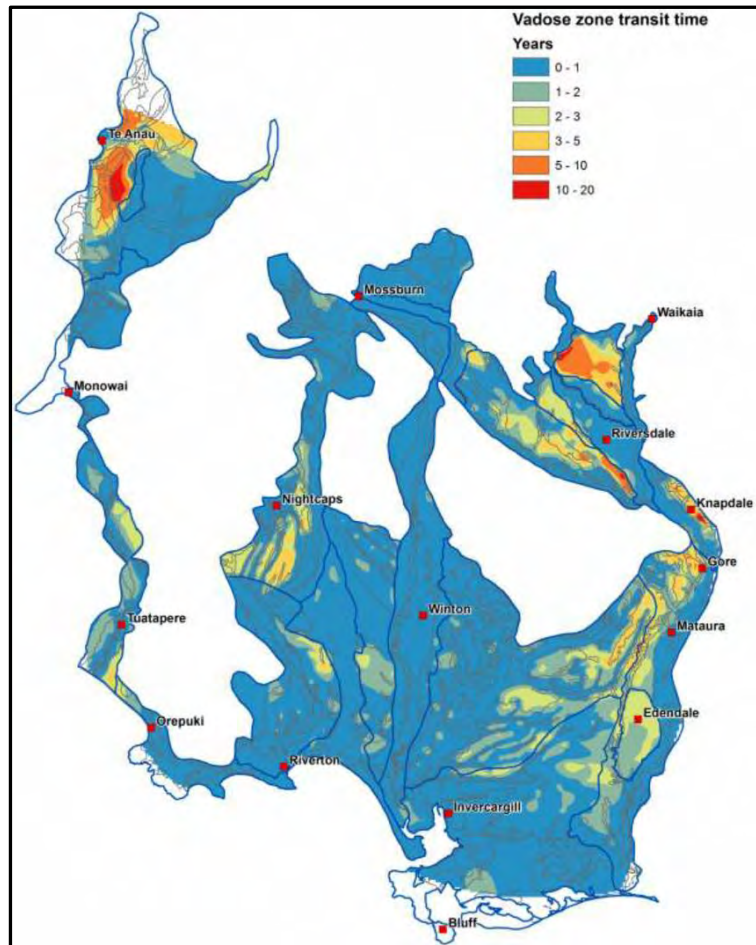 Vadose zone transit time
Years
0 - 1
1 - 2
2 - 3
3 - 5
5 - 10
10 - 20
Te Anau
Mossburn
Waikaia
Monowai
Riversdale
Nightcaps
Knapdale
Gore
Winton
Tuatapere
Mataura
Edendale
Orepuki
Riverton
Invercargill
Bluff